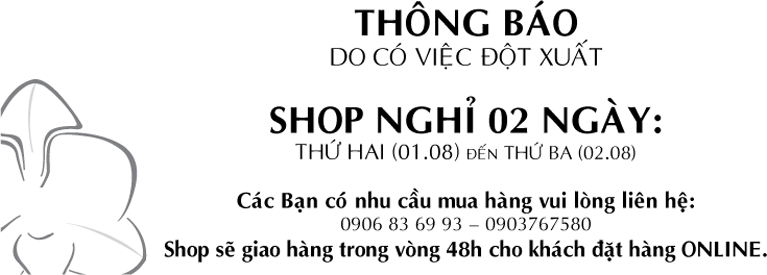 THÔNG BÁO
DO CÓ VIỆC ĐỘT XUẤT
SHOP NGHỈ 02 NGÀY:
THỨ HAI (01.08) ĐẾN THỨ BA (02.08)
Các Bạn có nhu cầu mua hàng vui lòng liên hệ:
0906 83 69 93 – 0903767580
Shop sẽ giao hàng trong vòng 48h cho khách đặt hàng ONLINE.